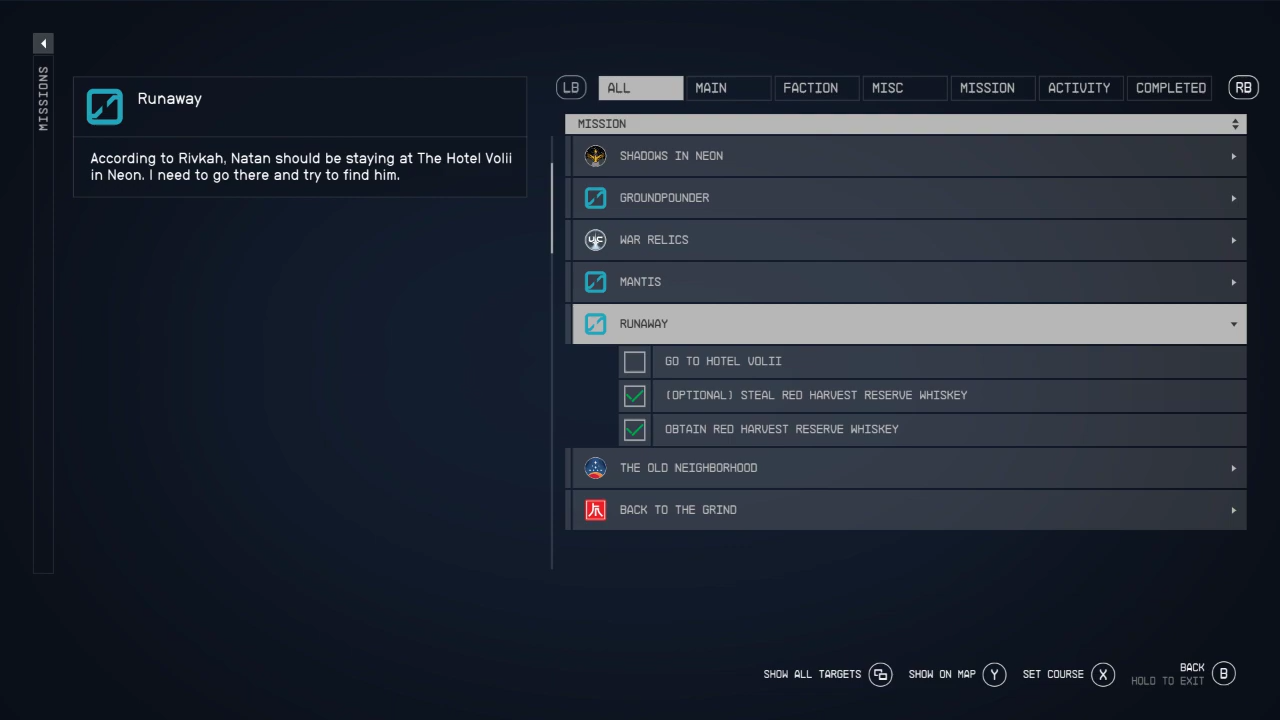 MISSIONS
Runaway
According to Rivkah, Natan should be staying at The Hotel Volii
in Neon. I need to go there and try to find him.
LB ALL MAIN FACTION MISC MISSION ACTIVITY COMPLETED RB
MISSION
SHADOWS IN NEON
GROUNDPOUNDER
UC WAR RELICS
MANTIS
RUNAWAY
GO TO HOTEL VOLII
(OPTIONAL) STEAL RED HARVEST RESERVE WHISKEY
OBTAIN RED HARVEST RESERVE WHISKEY
THE OLD NEIGHBORHOOD
BACK TO THE GRIND
SHOW ALL TARGETS SHOW ON MAP Y SET COURSE X BACK B
HOLD TO EXIT